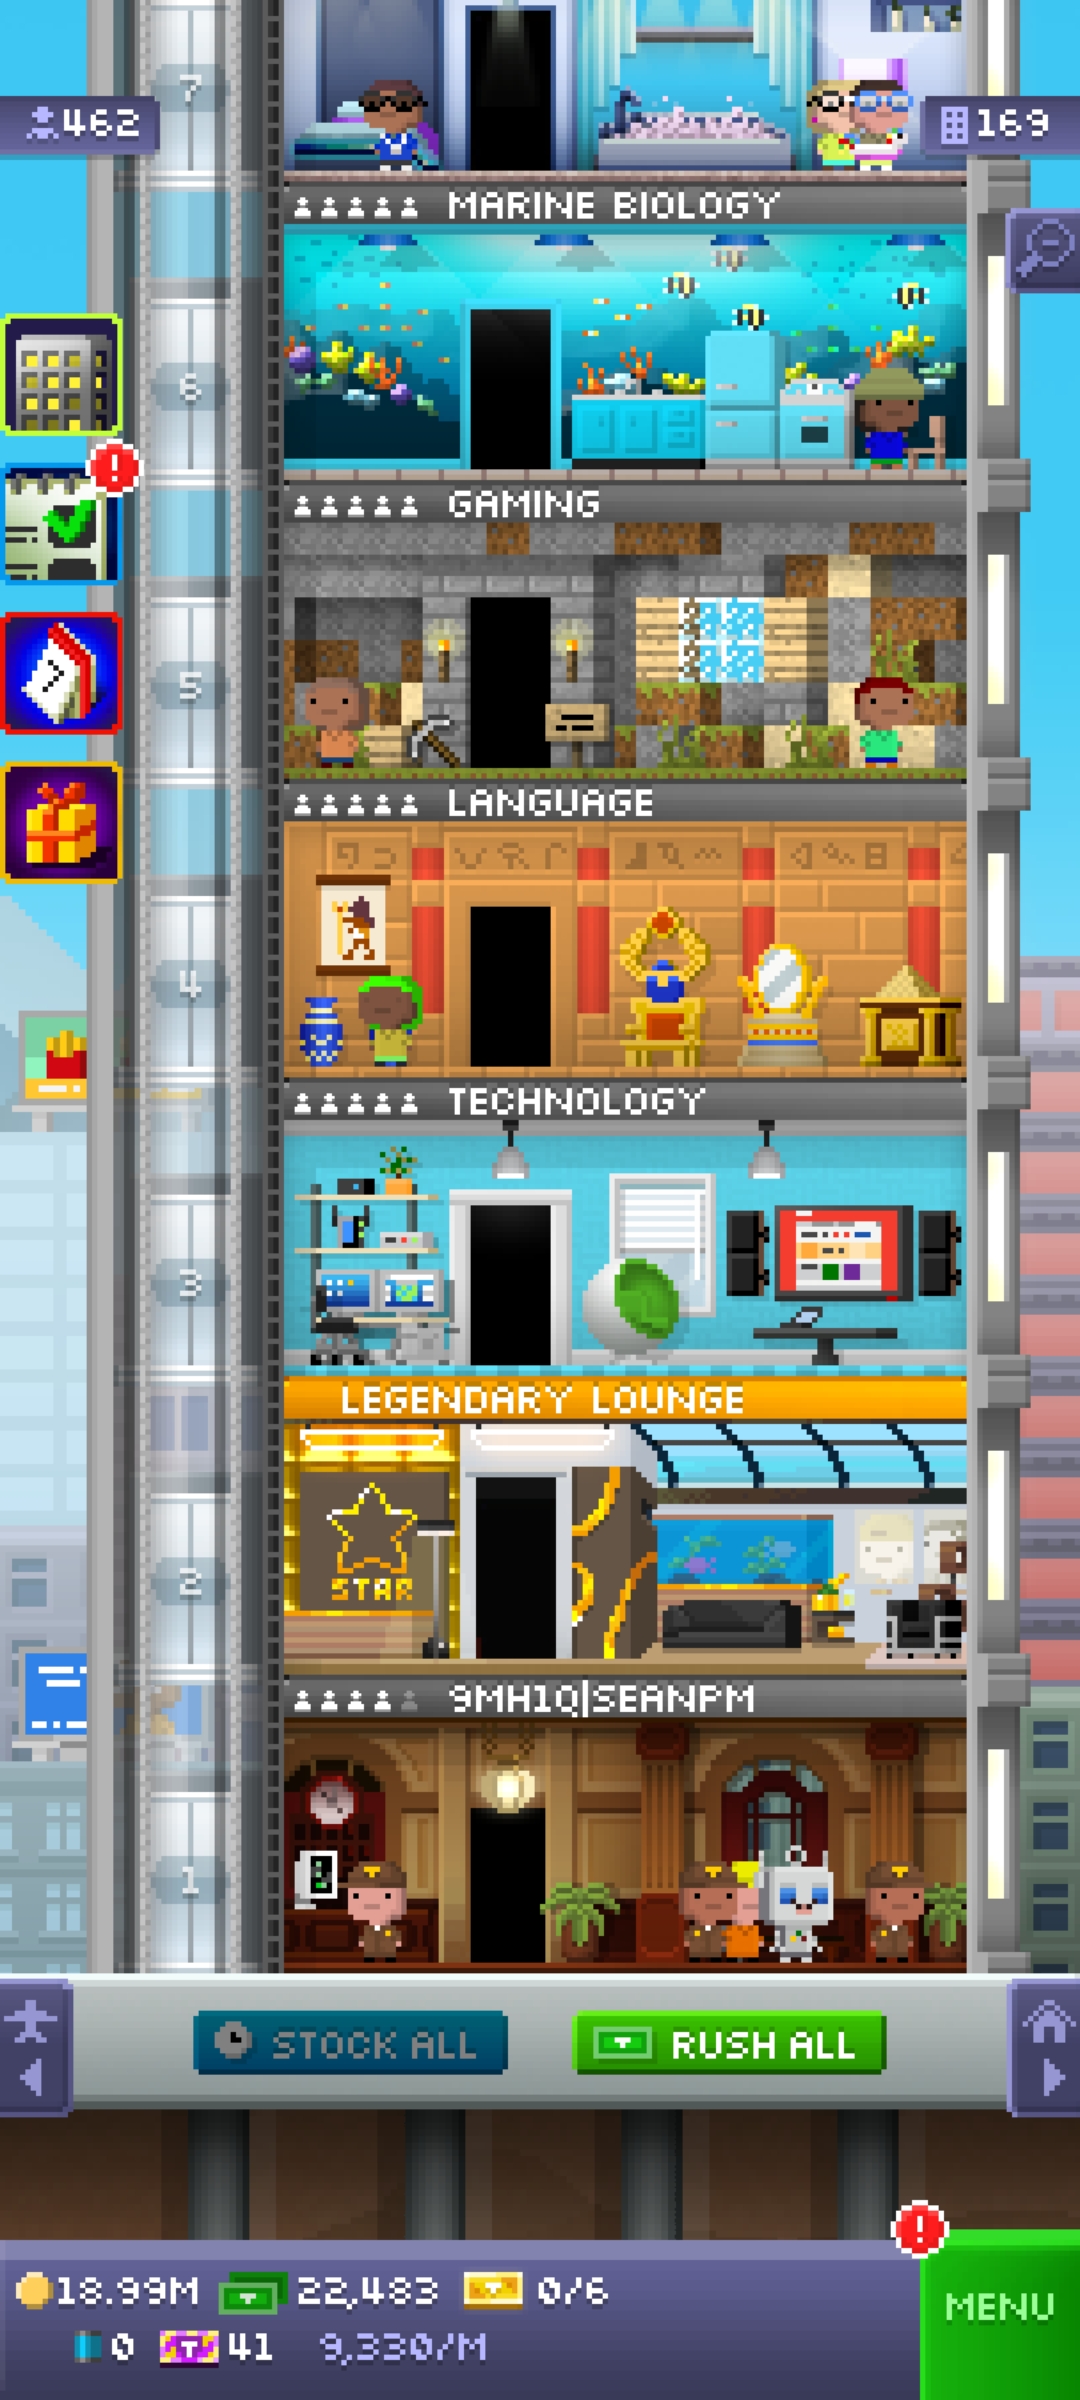 7
462
169
MARINE BIOLOGY
6
GAMING
5
LANGUAGE
4
TECHNOLOGY
3
LEGENDARY LOUNGE
STAR
2
9MH1Q|SEANPM
1
STOCK ALL
RUSH ALL
18.99M 22,483 0/6
0 41 9,330/M
MENU